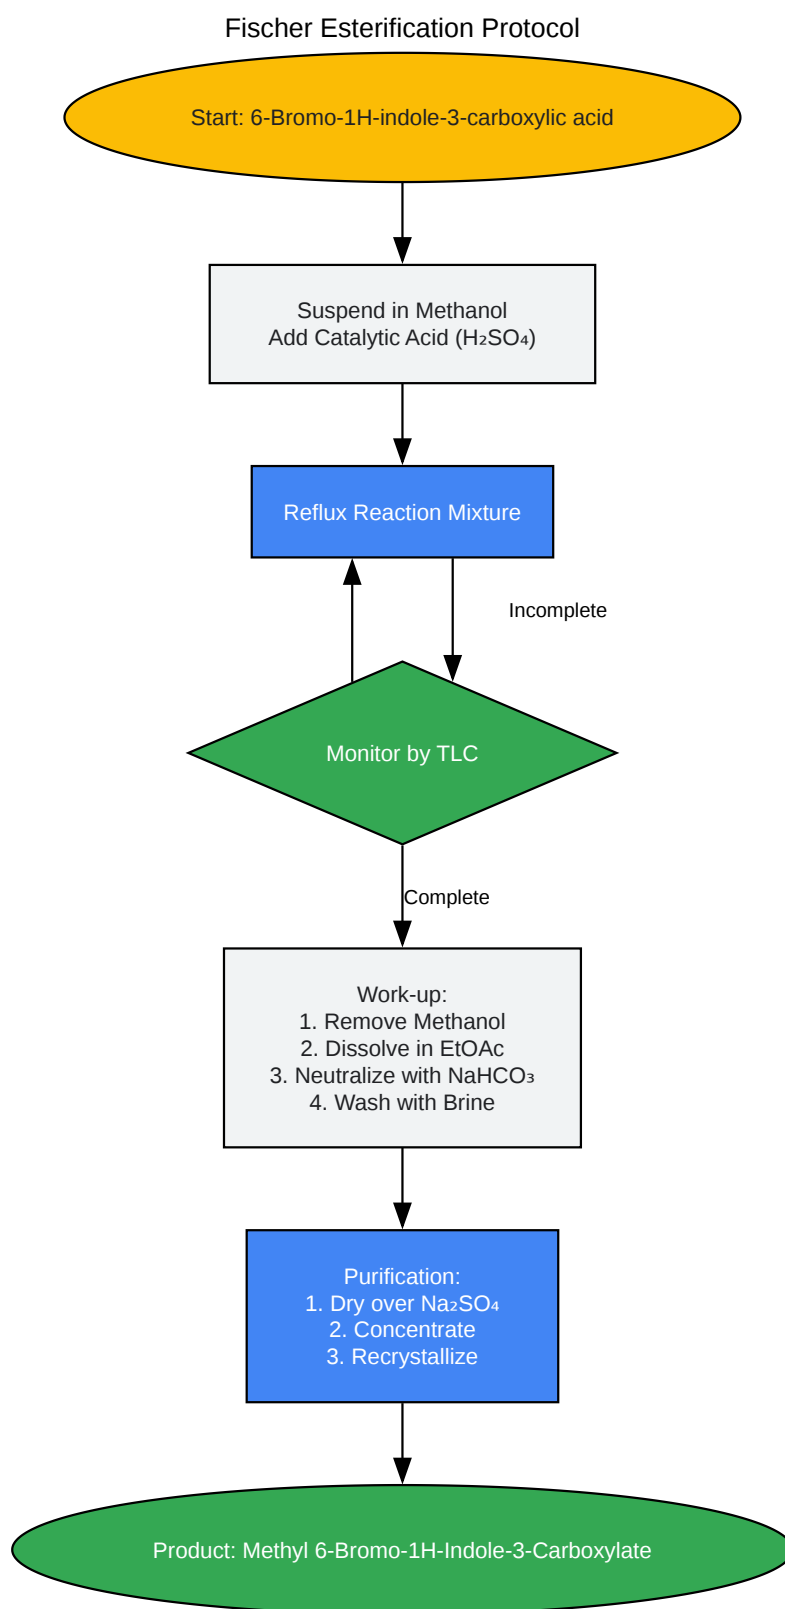 Fischer Esterification Protocol
Start: 6-Bromo-1H-indole-3-carboxylic acid
Suspend in Methanol
Add Catalytic Acid (H₂SO₄)
Reflux Reaction Mixture
Incomplete
Monitor by TLC
Complete
Work-up:
1. Remove Methanol
2. Dissolve in EtOAc
3. Neutralize with NaHCO₃
4. Wash with Brine
Purification:
1. Dry over Na₂SO₄
2. Concentrate
3. Recrystallize
Product: Methyl 6-Bromo-1H-Indole-3-Carboxylate